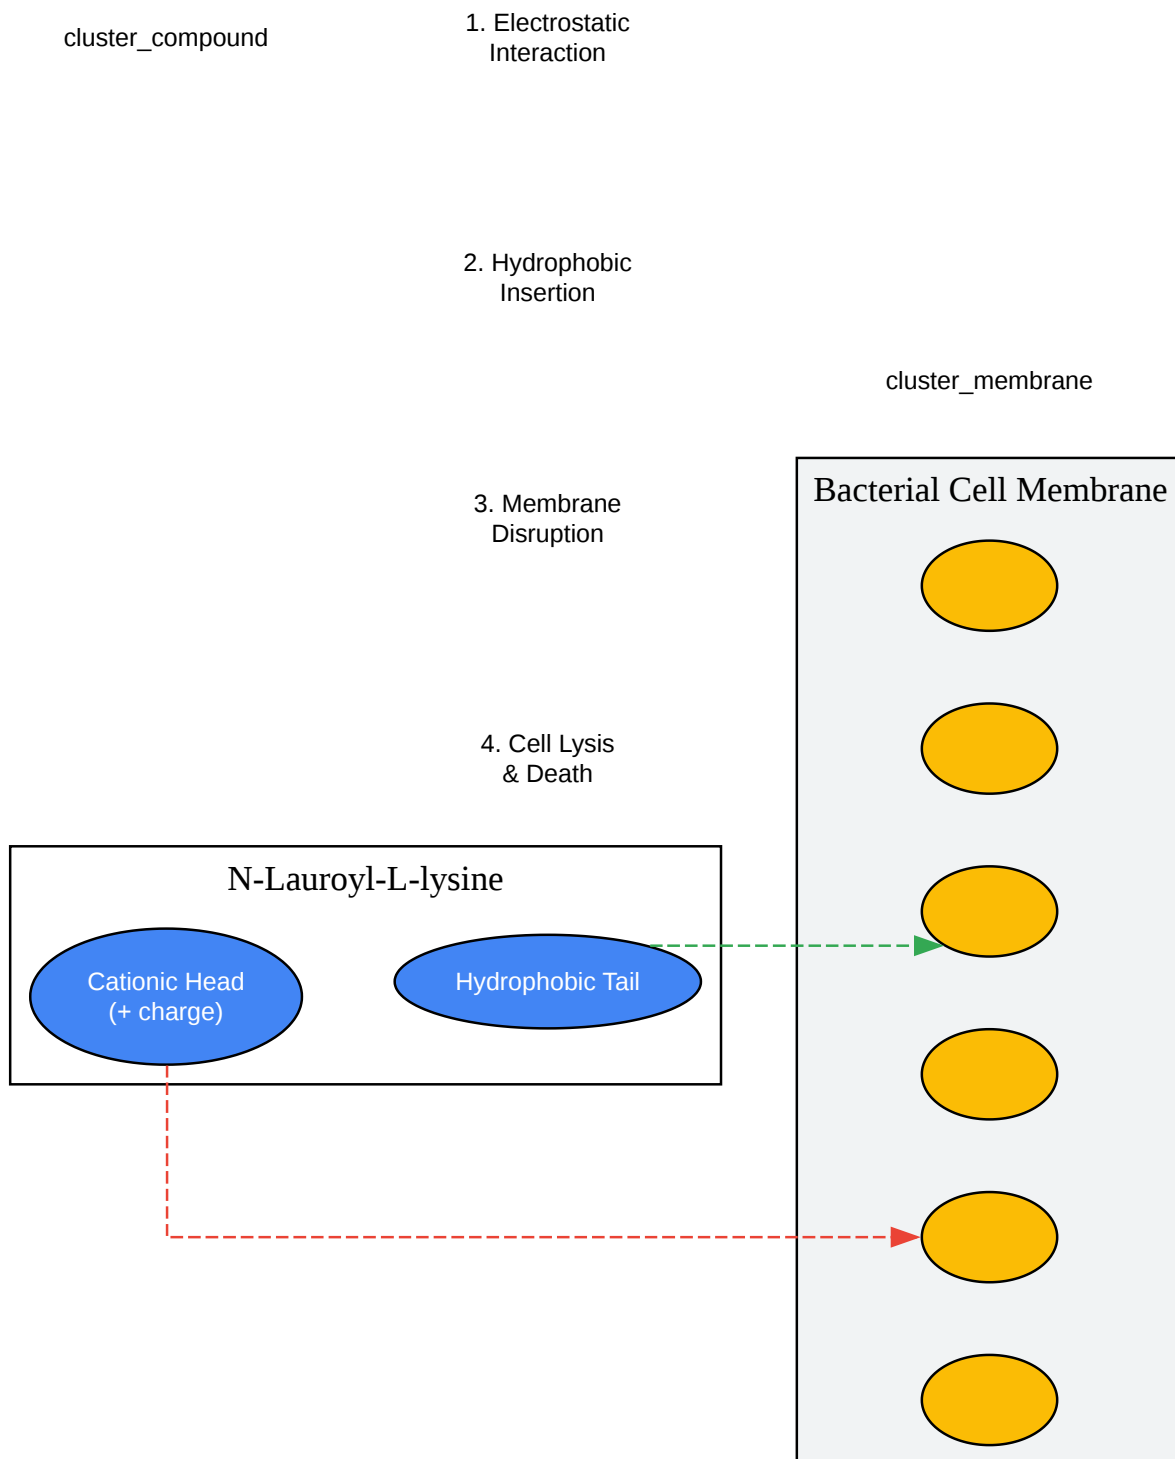 cluster_compound
1. Electrostatic
Interaction
2. Hydrophobic
Insertion
cluster_membrane
3. Membrane
Disruption
Bacterial Cell Membrane
4. Cell Lysis
& Death
N-Lauroyl-L-lysine
Cationic Head
(+ charge)
Hydrophobic Tail